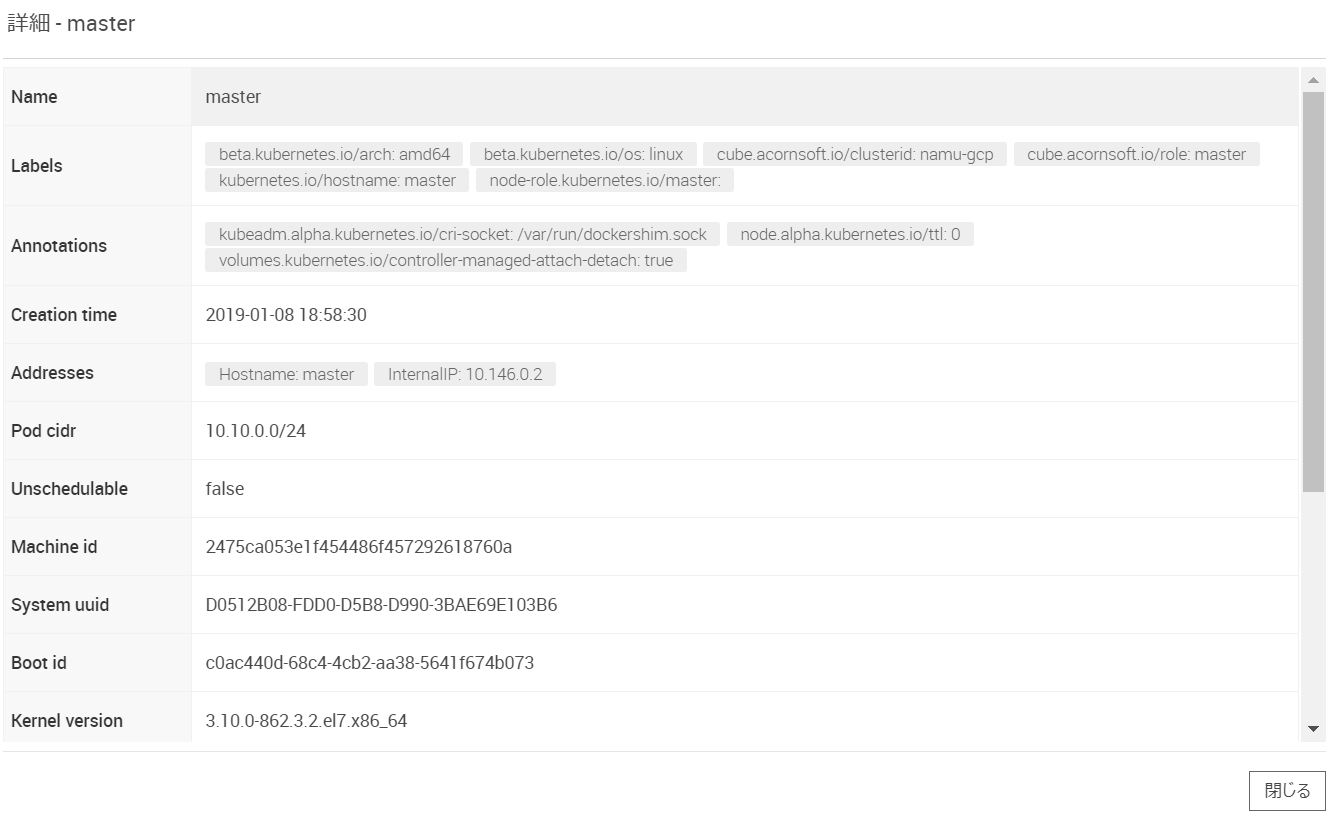 詳細 - master
Name master
Labels beta.kubernetes.io/arch: amd64 beta.kubernetes.io/os: linux cube.acornsoft.io/clusterid: namu-gcp cube.acornsoft.io/role: master
kubernetes.io/hostname: master node-role.kubernetes.io/master:
Annotations kubeadm.alpha.kubernetes.io/cri-socket: /var/run/dockershim.sock node.alpha.kubernetes.io/ttl: 0
volumes.kubernetes.io/controller-managed-attach-detach: true
Creation time 2019-01-08 18:58:30
Addresses Hostname: master InternalIP: 10.146.0.2
Pod cidr 10.10.0.0/24
Unschedulable false
Machine id 2475ca053e1f454486f457292618760a
System uuid D0512B08-FDD0-D5B8-D990-3BAE69E103B6
Boot id c0ac440d-68c4-4cb2-aa38-5641f674b073
Kernel version 3.10.0-862.3.2.el7.x86_64
閉じる